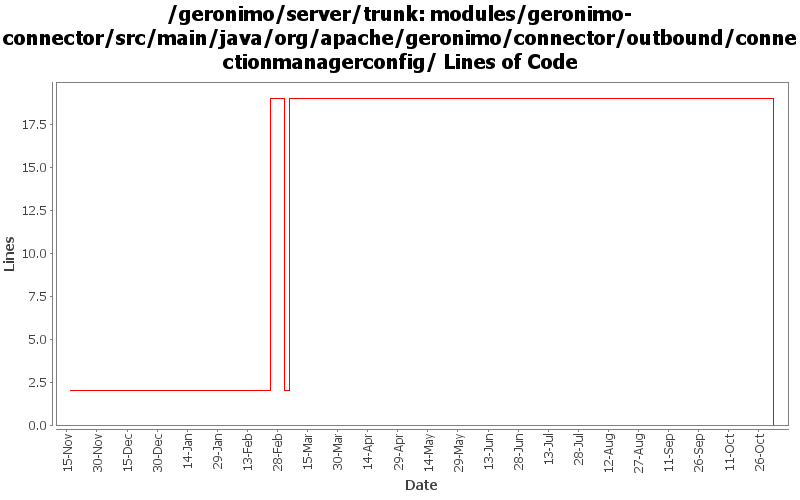 /geronimo/server/trunk: modules/geronimo-
connector/src/main/java/org/apache/geronimo/connector/outbound/conne
ctionmanagerconfig/ Lines of Code
Lines
17.5
15.0
12.5
10.0
7.5
5.0
2.5
0.0
15-Nov
30-Nov
15-Dec
30-Dec
14-Jan
29-Jan
13-Feb
28-Feb
15-Mar
30-Mar
14-Apr
29-Apr
14-May
29-May
13-Jun
28-Jun
13-Jul
28-Jul
12-Aug
27-Aug
11-Sep
26-Sep
11-Oct
26-Oct
Date